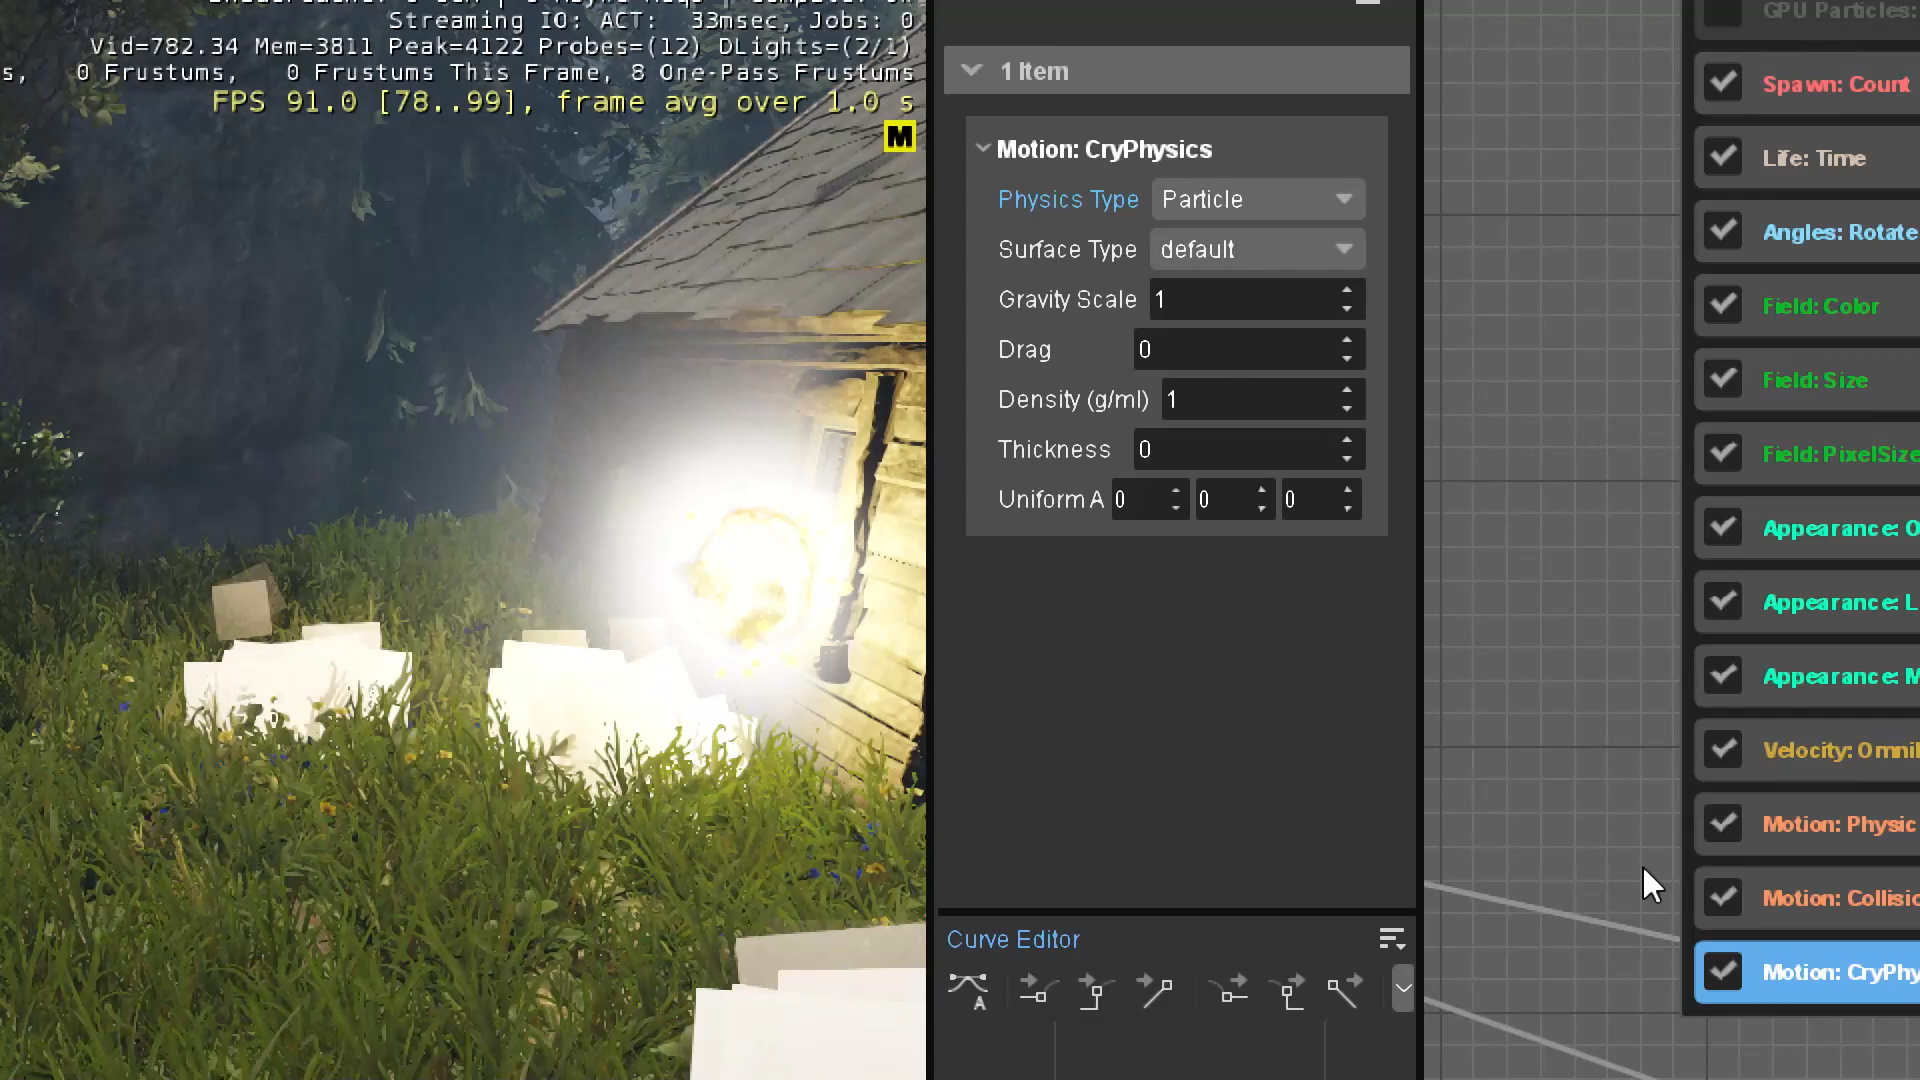 Streaming IO: ACT: 33msec, Jobs: 0
Vid=782.34 Mem=3811 Peak=4122 Probes=(12) DLights=(2/1)
s, 0 Frustums, 0 Frustums This Frame, 8 One-Pass Frustums
FPS 91.0 [78..99], frame avg over 1.0 s
M
1 Item
Motion: CryPhysics
Physics Type Particle
Surface Type default
Gravity Scale 1
Drag 0
Density (g/ml) 1
Thickness 0
Uniform A 0 0 0
Curve Editor
A
GPU Particles:
Spawn: Count
Life: Time
Angles: Rotate
Field: Color
Field: Size
Field: PixelSize
Appearance: O
Appearance: L
Appearance: M
Velocity: Omni
Motion: Physic
Motion: Collisio
Motion: CryPhy